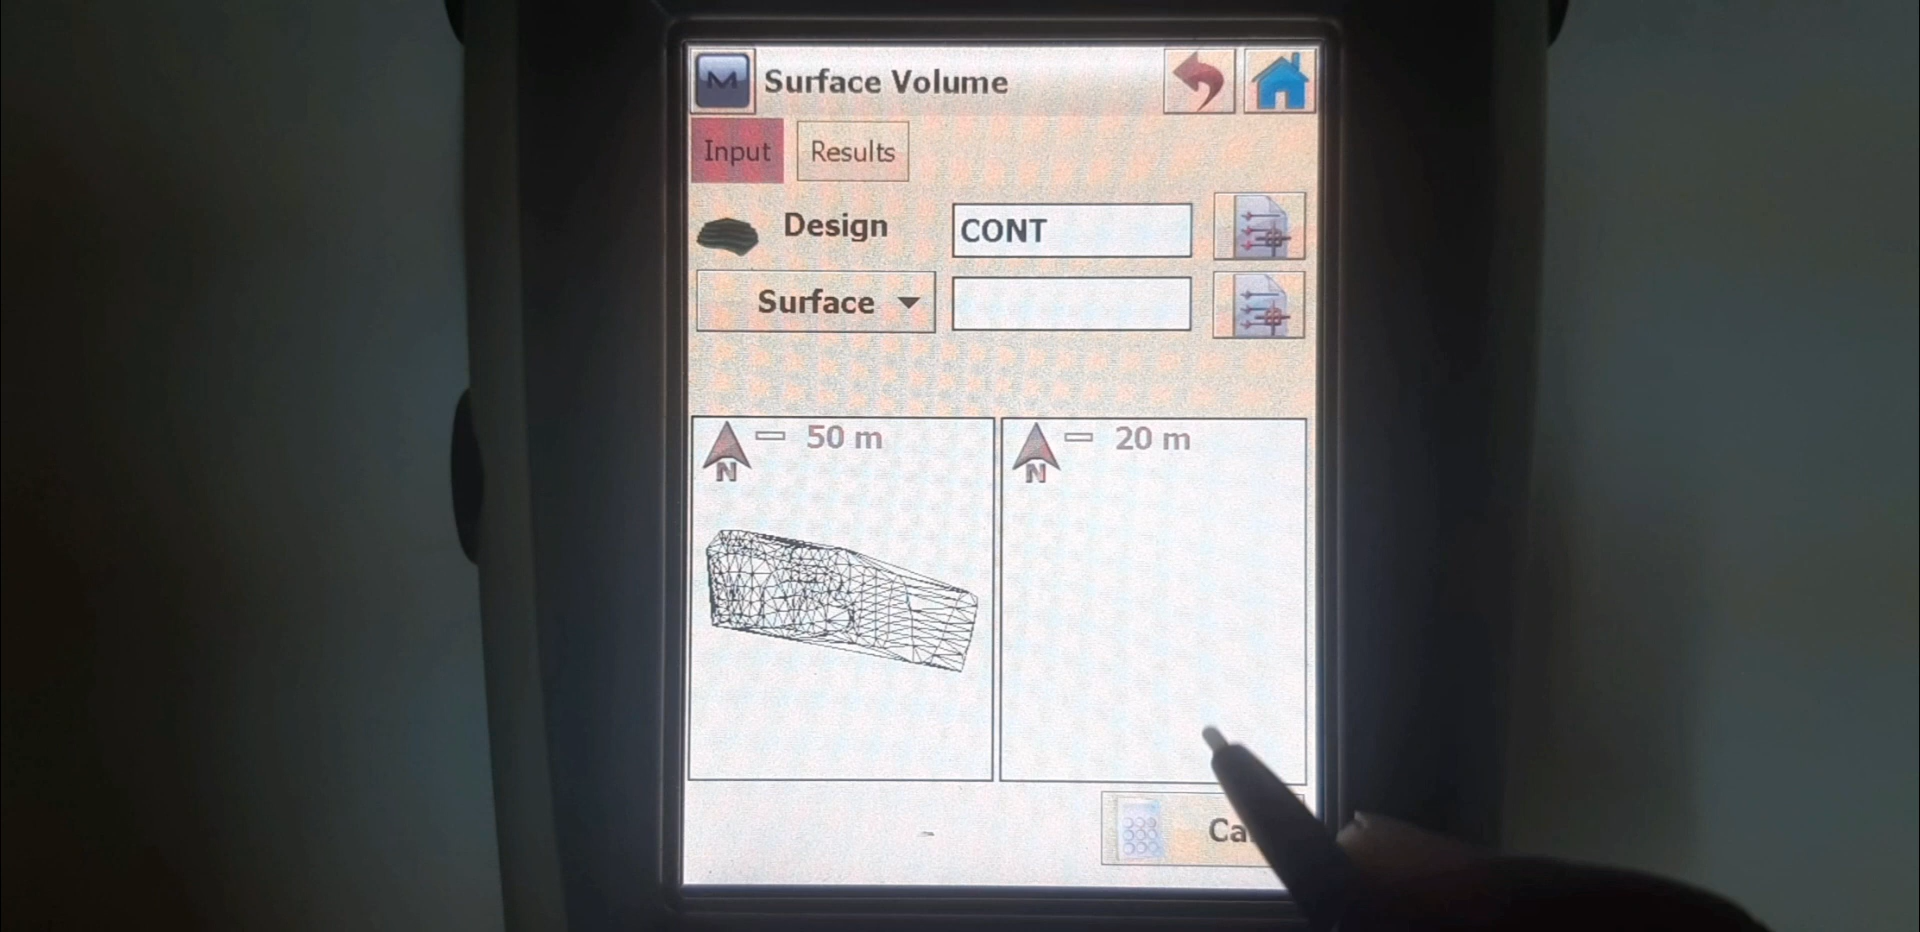 M Surface Volume
Input Results
Design CONT
Surface
50 m
N
20 m
N